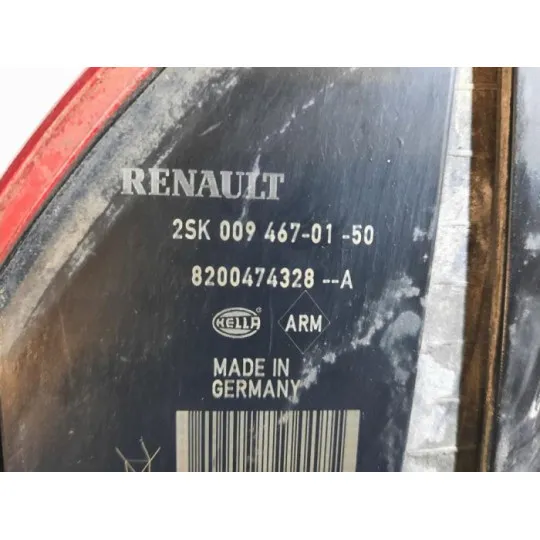 RENAULT
2SK 009 467-01 -50
8200474328 --A
HELLA ARM
MADE IN
GERMANY